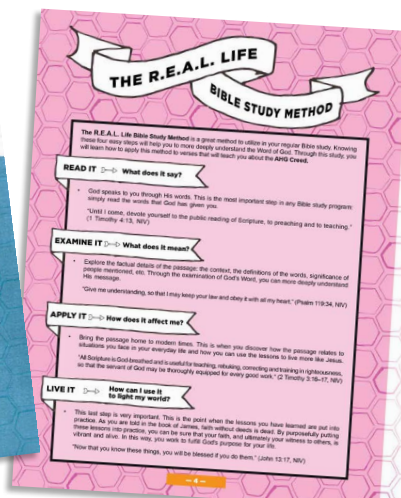 THE R.E.A.L. LIFE
BIBLE STUDY METHOD
The R.E.A.L. Life Bible Study Method is a great method to utilize in your regular Bible study. Knowing
these four easy steps will help you to more deeply understand the Word of God. Through this study, you
will learn how to apply this method to verses that will teach you about the AHG Creed.
READ IT What does it say?
• God speaks to you through His words. This is the most important step in any Bible study program:
simply read the words that God has given you.
"Until I come, devote yourself to the public reading of Scripture, to preaching and to teaching."
(1 Timothy 4:13, NIV)
EXAMINE IT What does it mean?
• Explore the factual details of the passage: the context, the definitions of the words, significance of
people mentioned, etc. Through the examination of God's Word, you can more deeply understand
His message.
"Give me understanding, so that I may keep your law and obey it with all my heart." (Psalm 119:34, NIV)
APPLY IT How does it affect me?
• Bring the passage home to modern times. This is when you discover how the passage relates to
situations you face in your everyday life and how you can use the lessons to live more like Jesus.
"All Scripture is God-breathed and is useful for teaching, rebuking, correcting and training in righteousness,
so that the servant of God may be thoroughly equipped for every good work." (2 Timothy 3:16–17, NIV)
LIVE IT How can I use it
to light my world?
• This last step is very important. This is the point when the lessons you have learned are put into
practice. As you are told in the book of James, faith without deeds is dead. By purposefully putting
these lessons into practice, you can be sure that your faith, and ultimately your witness to others, is
vibrant and alive. In this way, you work to fulfill God's purpose for your life.
"Now that you know these things, you will be blessed if you do them." (John 13:17, NIV)
– 4 –